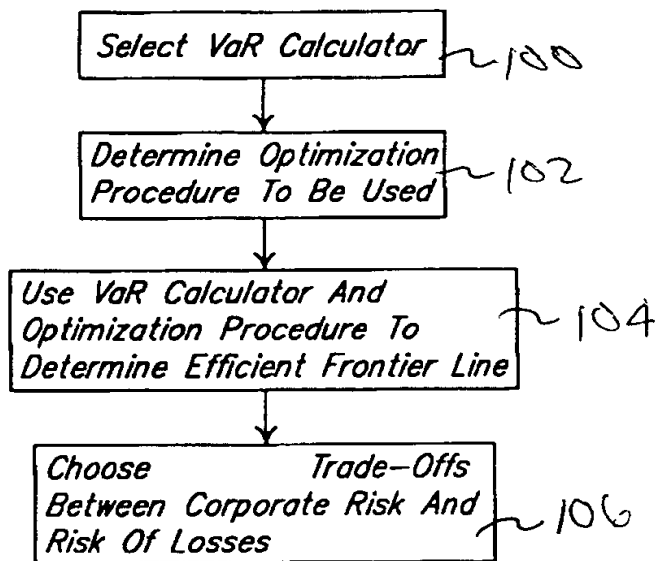 Select VaR Calculator 100
Determine Optimization
Procedure To Be Used 102
Use VaR Calculator And
Optimization Procedure To 104
Determine Efficient Frontier Line
Choose Trade-Offs
Between Corporate Risk And
Risk Of Losses 106